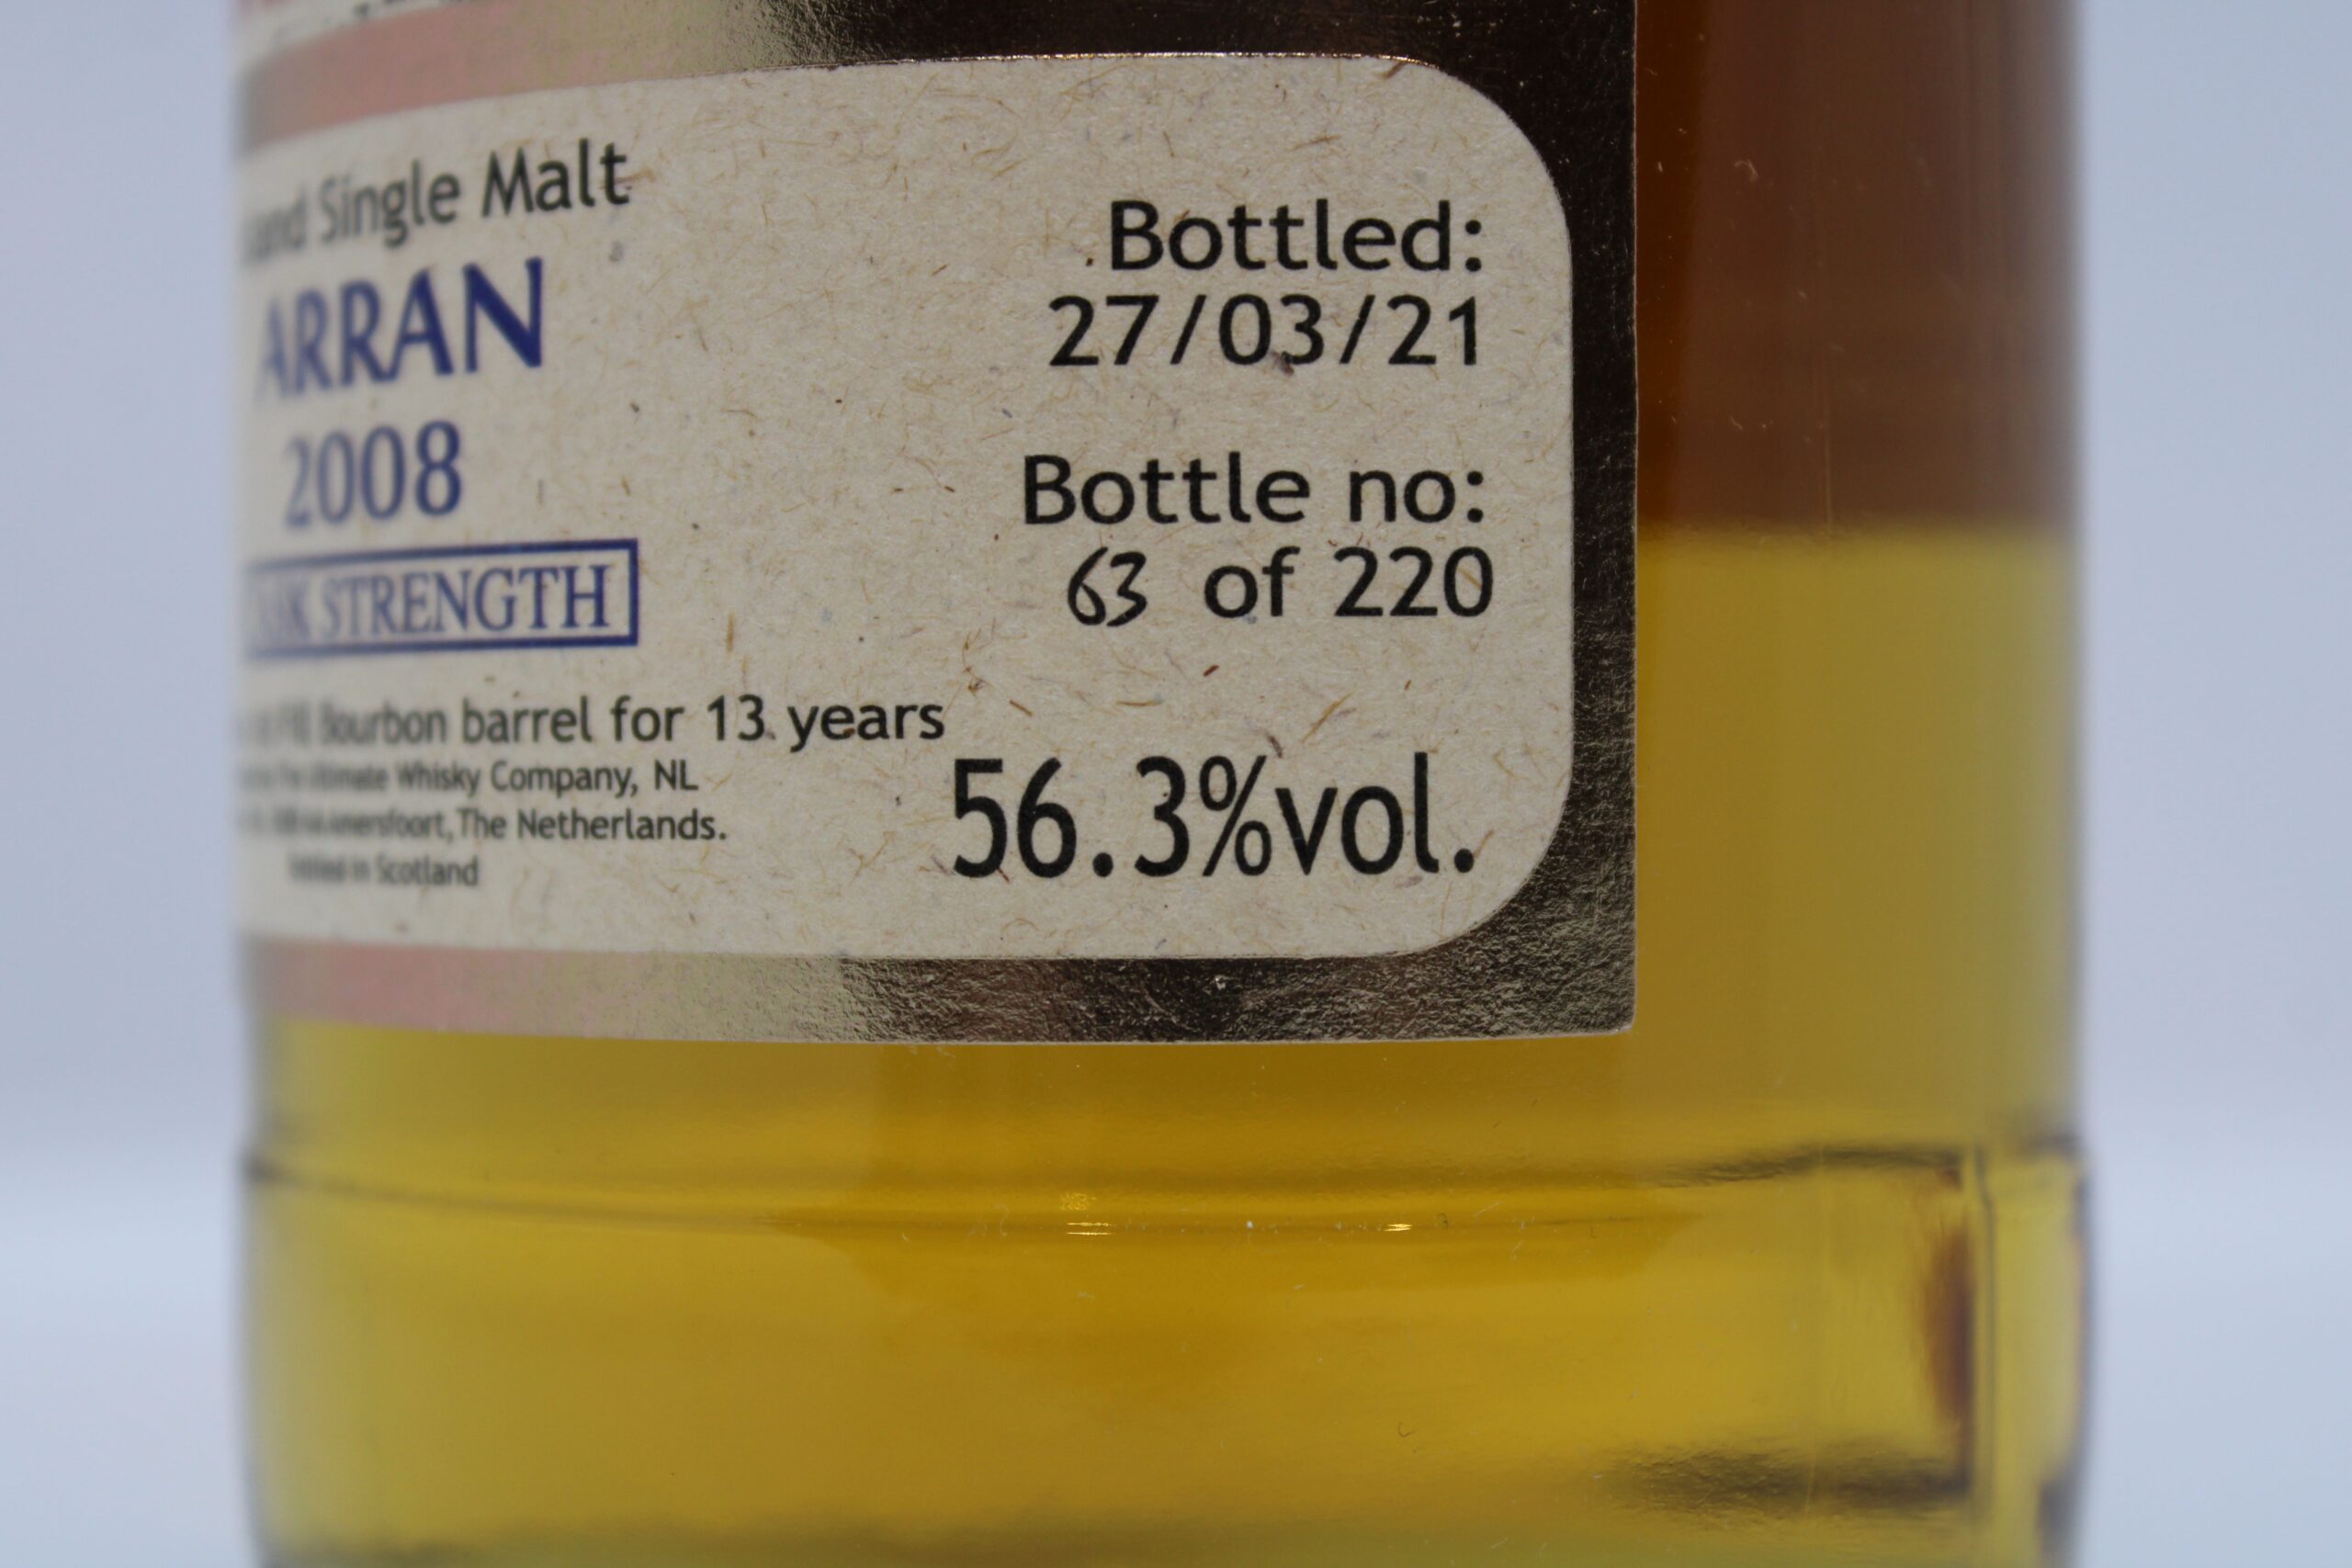 Single Malt
ARRAN
2008
STRENGTH
Bourbon barrel for 13 years
Whisky Company, NL
The Netherlands.
Scotland
Bottled:
27/03/21
Bottle no:
63 of 220
56.3%vol.